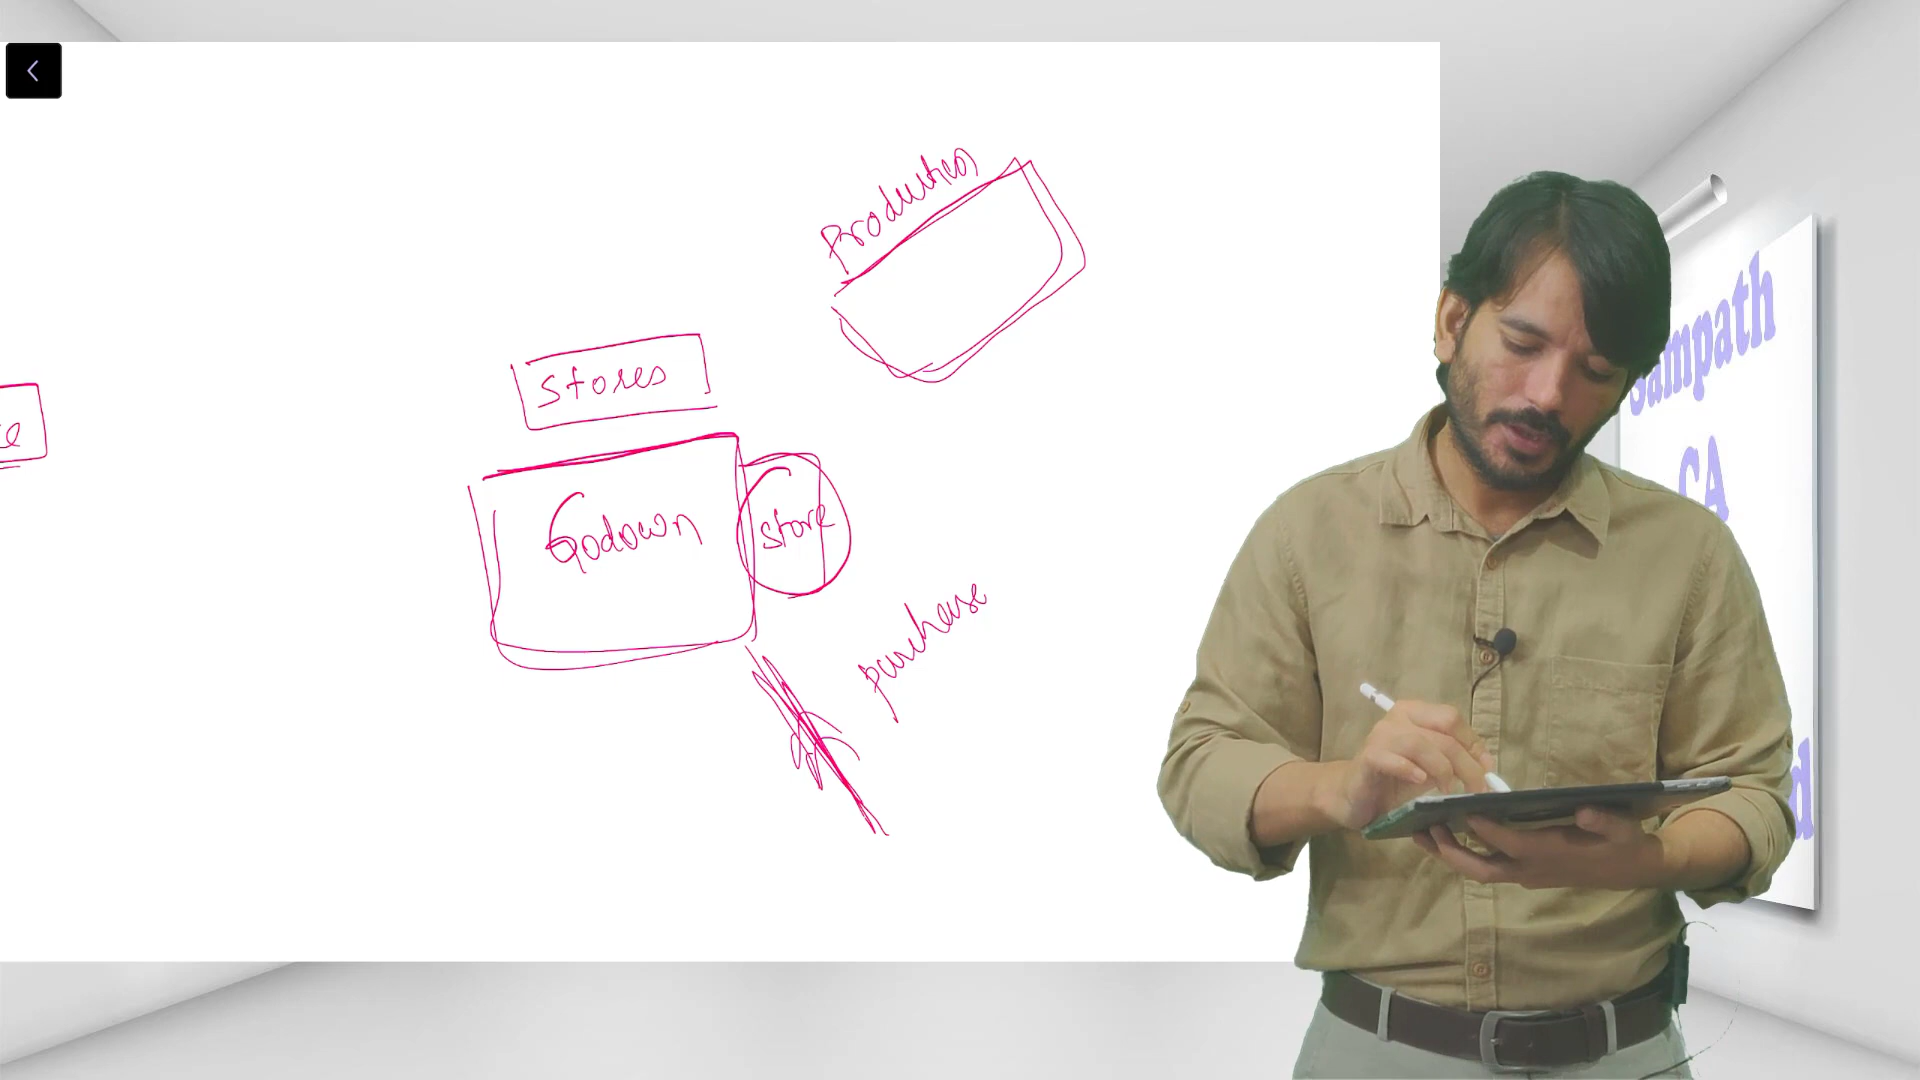 Production
Stores
Godown
store
purchase
Sampath
CA